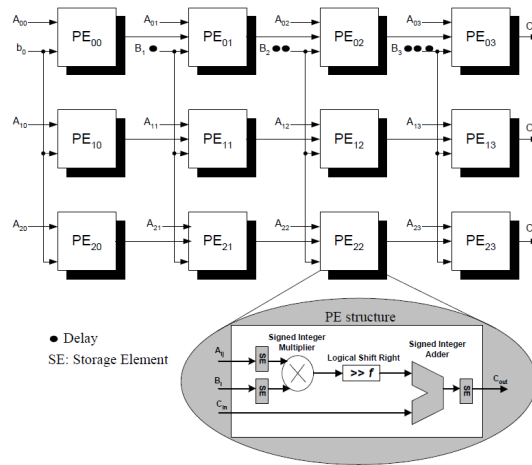 A00 A01 A02 A03
PE00 PE01 PE02 PE03 C
b0 B1 B2 B3
A10 A11 A12 A13
PE10 PE11 PE12 PE13 C
A20 A21 A22 A23
PE20 PE21 PE22 PE23 C
PE structure
Delay
SE: Storage Element
Signed Integer
Multiplier
Logical Shift Right
Signed Integer
Adder
Aij SE
>> f
Bi SE SE Cout
Cin